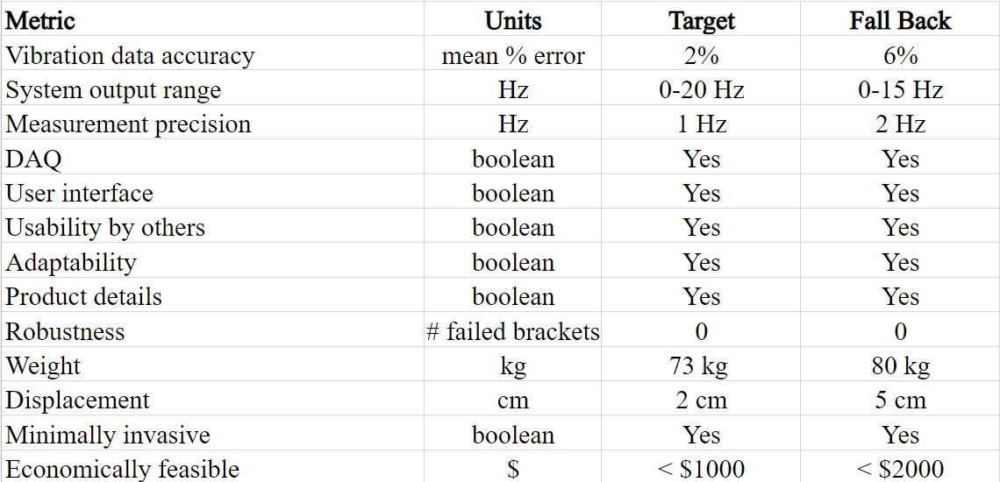 Metric Units Target Fall Back
Vibration data accuracy mean % error 2% 6%
System output range Hz 0-20 Hz 0-15 Hz
Measurement precision Hz 1 Hz 2 Hz
DAQ boolean Yes Yes
User interface boolean Yes Yes
Usability by others boolean Yes Yes
Adaptability boolean Yes Yes
Product details boolean Yes Yes
Robustness # failed brackets 0 0
Weight kg 73 kg 80 kg
Displacement cm 2 cm 5 cm
Minimally invasive boolean Yes Yes
Economically feasible $ < $1000 < $2000